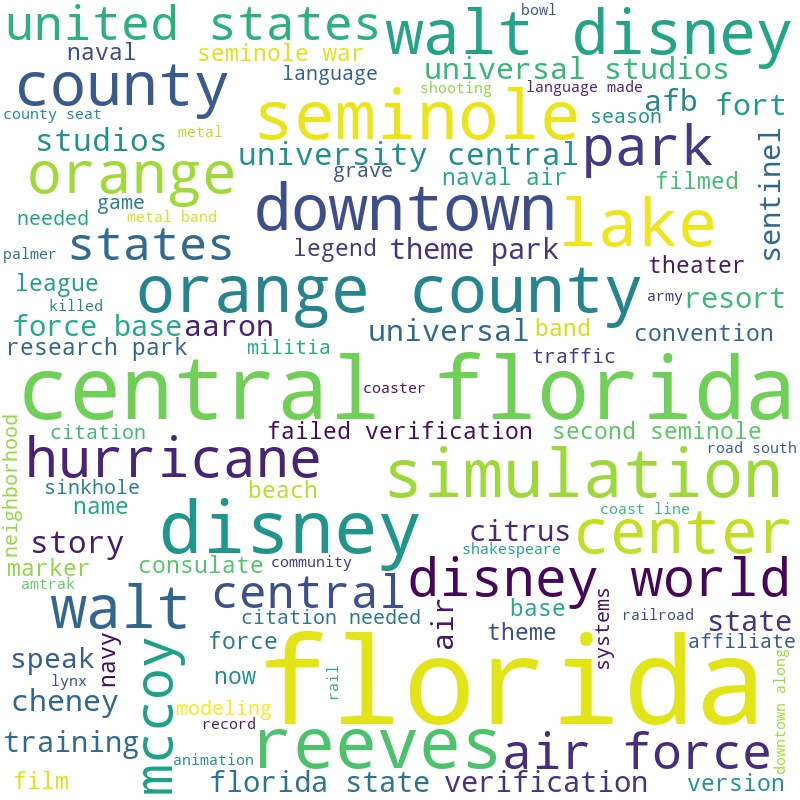 bowl
united states
walt disney
naval
seminole war
county
language
universal studios
shooting
language made
county seat
seminole
season
afb
fort
studios
metal
university central
park
sentinel
orange
grave
naval air
filmed
game
needed
metal band
downtown
lake
states
legend
theme park
palmer
theater
league
orange county
army
resort
killed
force base
aaron
universal
band
convention
research park
militia
traffic
central florida
coaster
neighborhood
citation
failed verification
second seminole
road south
hurricane
simulation
sinkhole
beach
name
coast line
disney
citrus
center
story
shakespeare
marker
consulate
community
amtrak
central
disney world
walt
citation needed
air
base
systems
railroad
state
theme
affiliate
navy
force
mccoy
speak
florida
now
rail
lynx
downtown along
cheney
modeling
record
reeves
air force
training
animation
film
florida state
verification
version